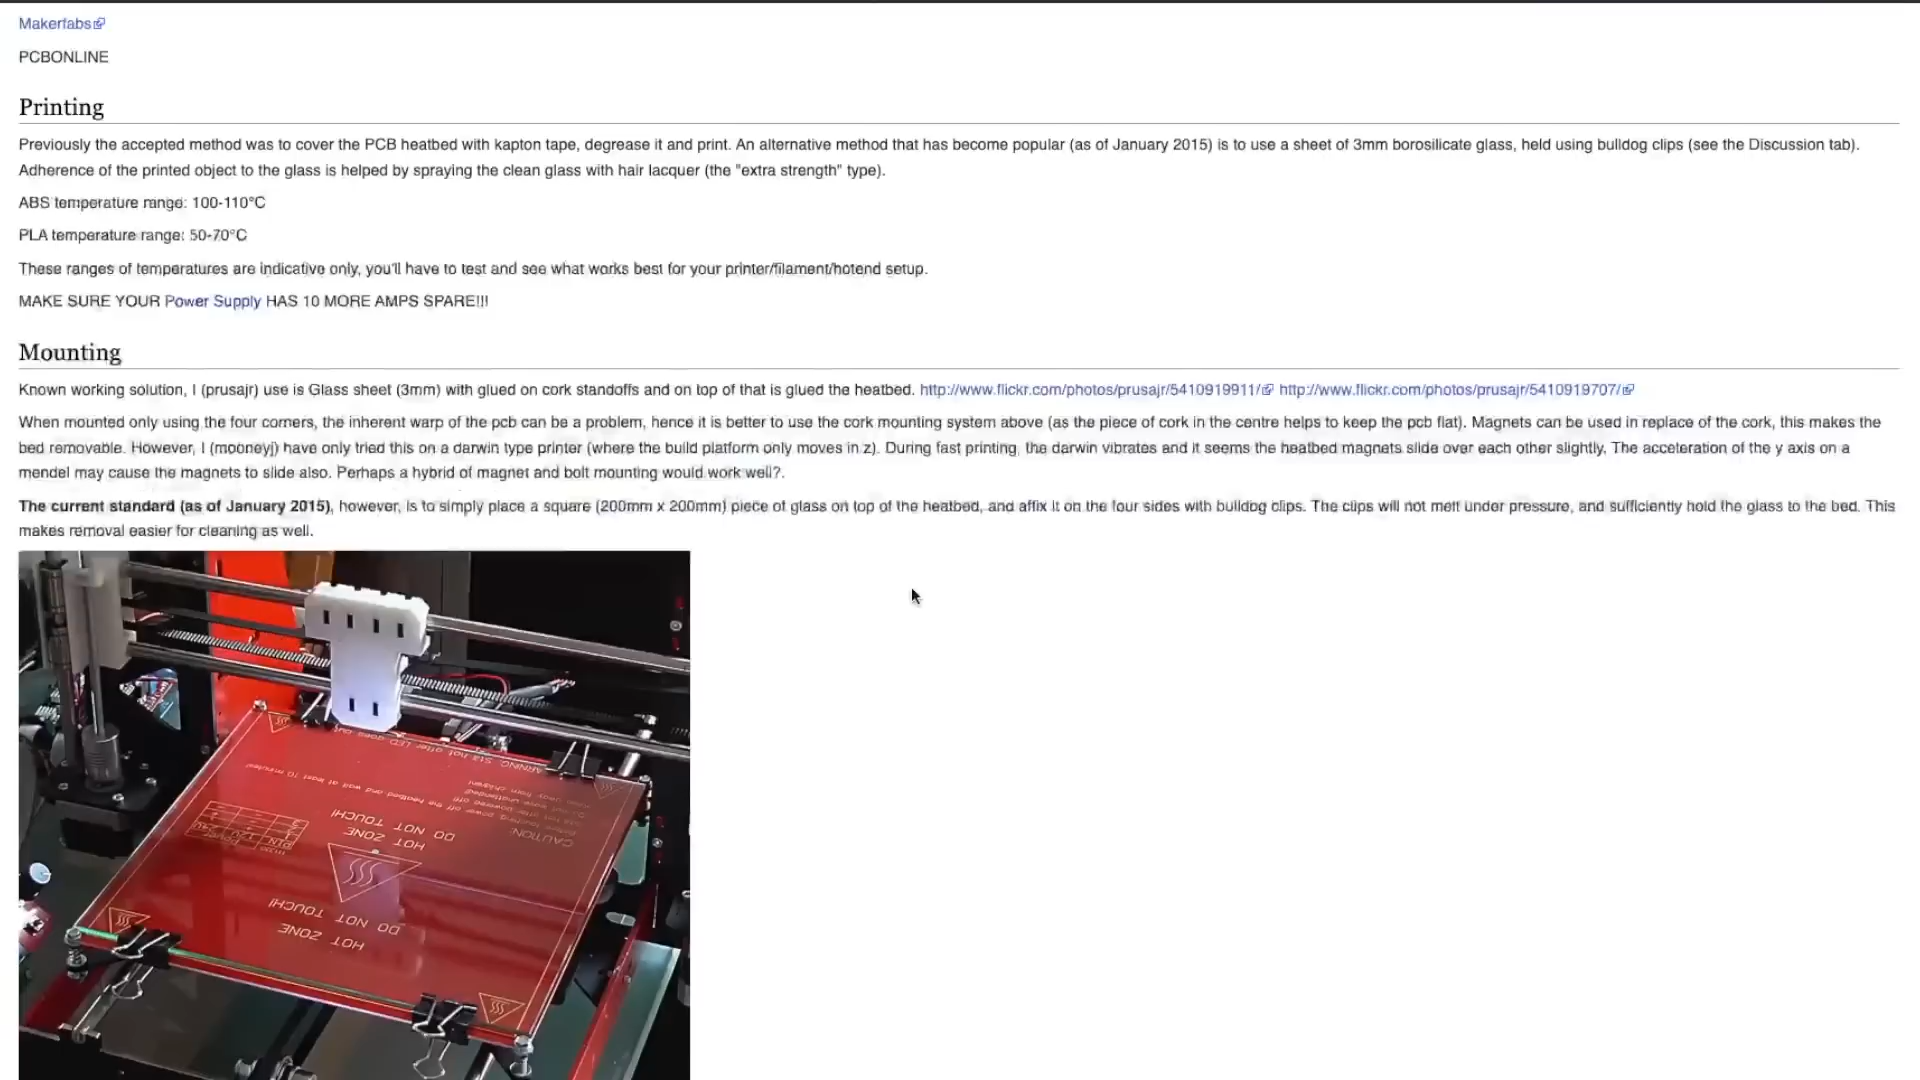 Makerfabs
PCBONLINE
Printing
Previously the accepted method was to cover the PCB heatbed with kapton tape, degrease it and print. An alternative method that has become popular (as of January 2015) is to use a sheet of 3mm borosilicate glass, held using bulldog clips (see the Discussion tab).
Adherence of the printed object to the glass is helped by spraying the clean glass with hair lacquer (the "extra strength" type).
ABS temperature range: 100-110°C
PLA temperature range: 50-70°C
These ranges of temperatures are indicative only, you'll have to test and see what works best for your printer/filament/hotend setup.
MAKE SURE YOUR Power Supply HAS 10 MORE AMPS SPARE!!!
Mounting
Known working solution, I (prusajr) use is Glass sheet (3mm) with glued on cork standoffs and on top of that is glued the heatbed. http://www.flickr.com/photos/prusajr/5410919911/ http://www.flickr.com/photos/prusajr/5410919707/
When mounted only using the four corners, the inherent warp of the pcb can be a problem, hence it is better to use the cork mounting system above (as the piece of cork in the centre helps to keep the pcb flat). Magnets can be used in replace of the cork, this makes the
bed removable. However, I (mooneyj) have only tried this on a darwin type printer (where the build platform only moves in z). During fast printing, the darwin vibrates and it seems the heatbed magnets slide over each other slightly. The acceleration of the y axis on a
mendel may cause the magnets to slide also. Perhaps a hybrid of magnet and bolt mounting would work well?.
The current standard (as of January 2015), however, is to simply place a square (200mm x 200mm) piece of glass on top of the heatbed, and affix it on the four sides with bulldog clips. The clips will not melt under pressure, and sufficiently hold the glass to the bed. This
makes removal easier for cleaning as well.
CAUTION:
DO NOT TOUCH!
HOT ZONE
DO NOT TOUCH!
HOT ZONE